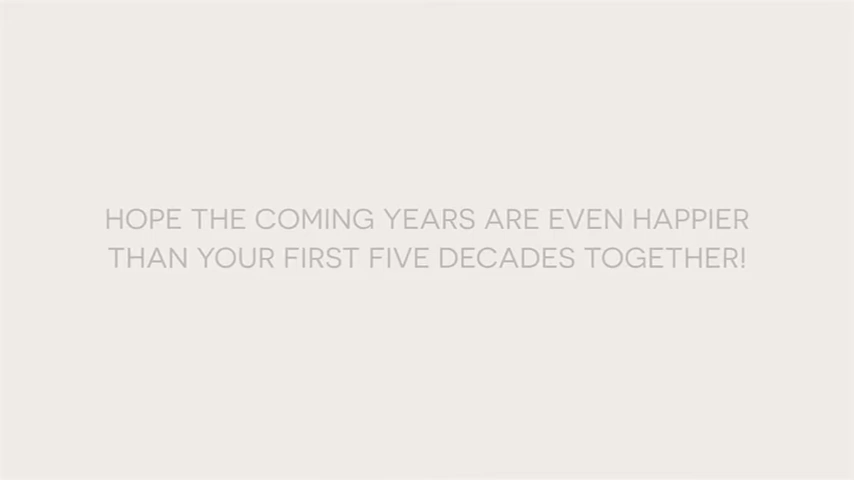 HOPE THE COMING YEARS ARE EVEN HAPPIER
THAN YOUR FIRST FIVE DECADES TOGETHER!